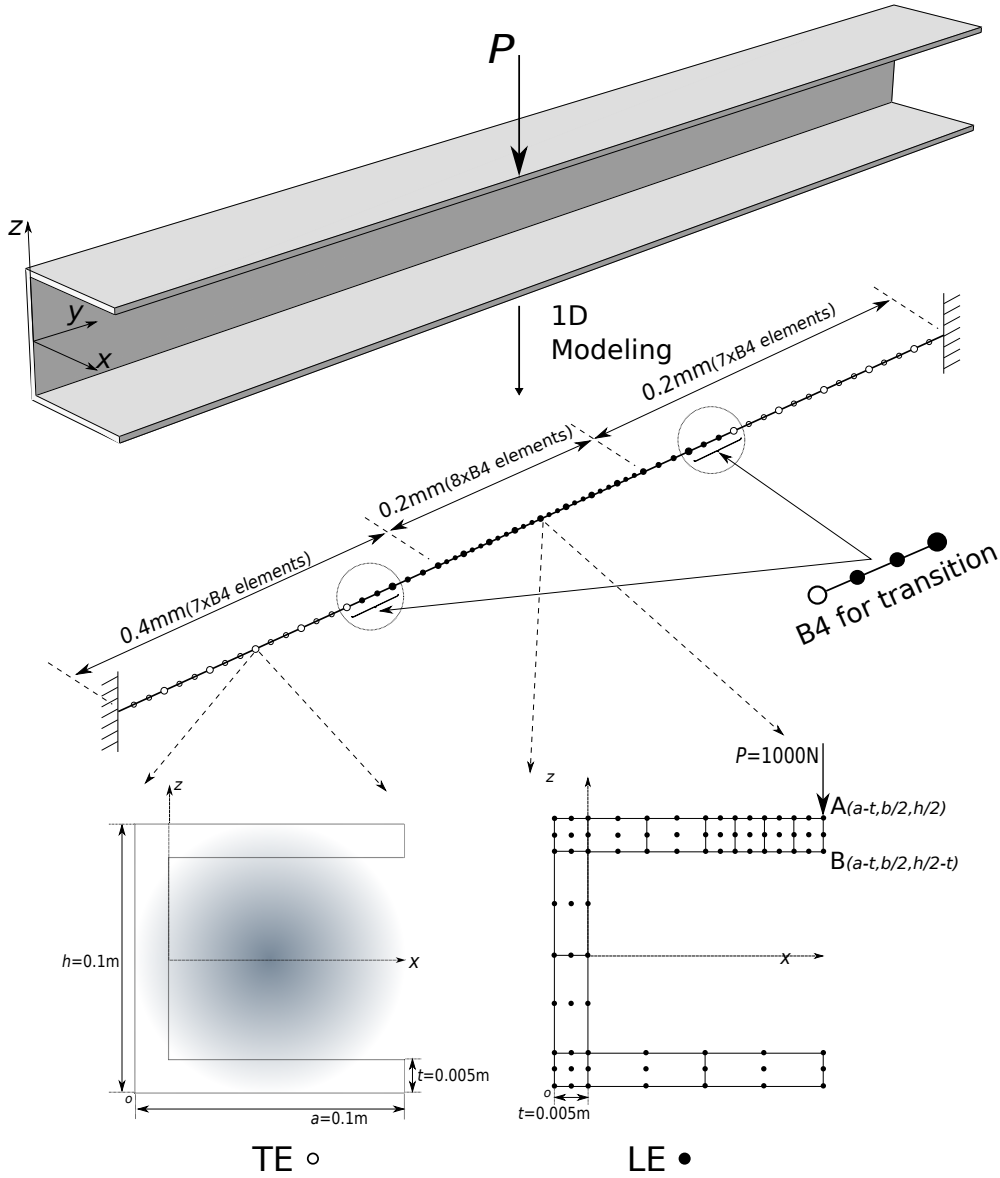 P
z
y
x
1D
Modeling
0.2mm(7xB4 elements)
0.2mm(8xB4 elements)
0.4mm(7xB4 elements)
B4 for transition
P=1000N
z
z
A(a-t,b/2,h/2)
B(a-t,b/2,h/2-t)
h=0.1m
x
x
t=0.005m
o
o
a=0.1m
t=0.005m
TE
LE